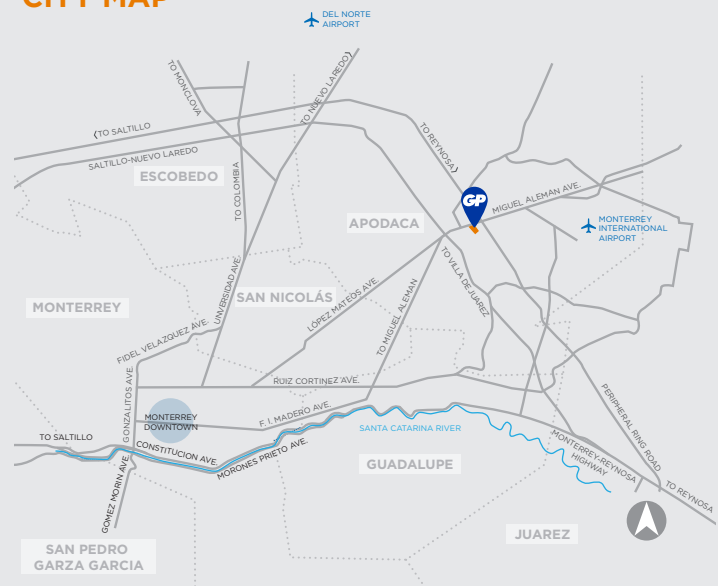 CITY MAP
DEL NORTE
AIRPORT
TO MONCLOVA
TO NUEVO LAREDO❯
❮TO SALTILLO
SALTILLO-NUEVO LAREDO
TO REYNOSA❯
ESCOBEDO
TO COLOMBIA
GP
MIGUEL ALEMAN AVE.
APODACA
MONTERREY
INTERNATIONAL
AIRPORT
TO VILLA DE JUAREZ
UNIVERSIDAD AVE.
SAN NICOLÁS
LÓPEZ MATEOS AVE.
TO MIGUEL ALEMAN
MONTERREY
FIDEL VELAZQUEZ AVE.
GONZALITOS AVE.
RUIZ CORTINEZ AVE.
PERIPHERAL RING ROAD
MONTERREY
DOWNTOWN
F. I. MADERO AVE.
SANTA CATARINA RIVER
TO SALTILLO
CONSTITUCION AVE.
MORONES PRIETO AVE.
GUADALUPE
MONTERREY-REYNOSA
HIGHWAY
TO REYNOSA
GOMEZ MORIN AVE.
JUAREZ
SAN PEDRO
GARZA GARCIA